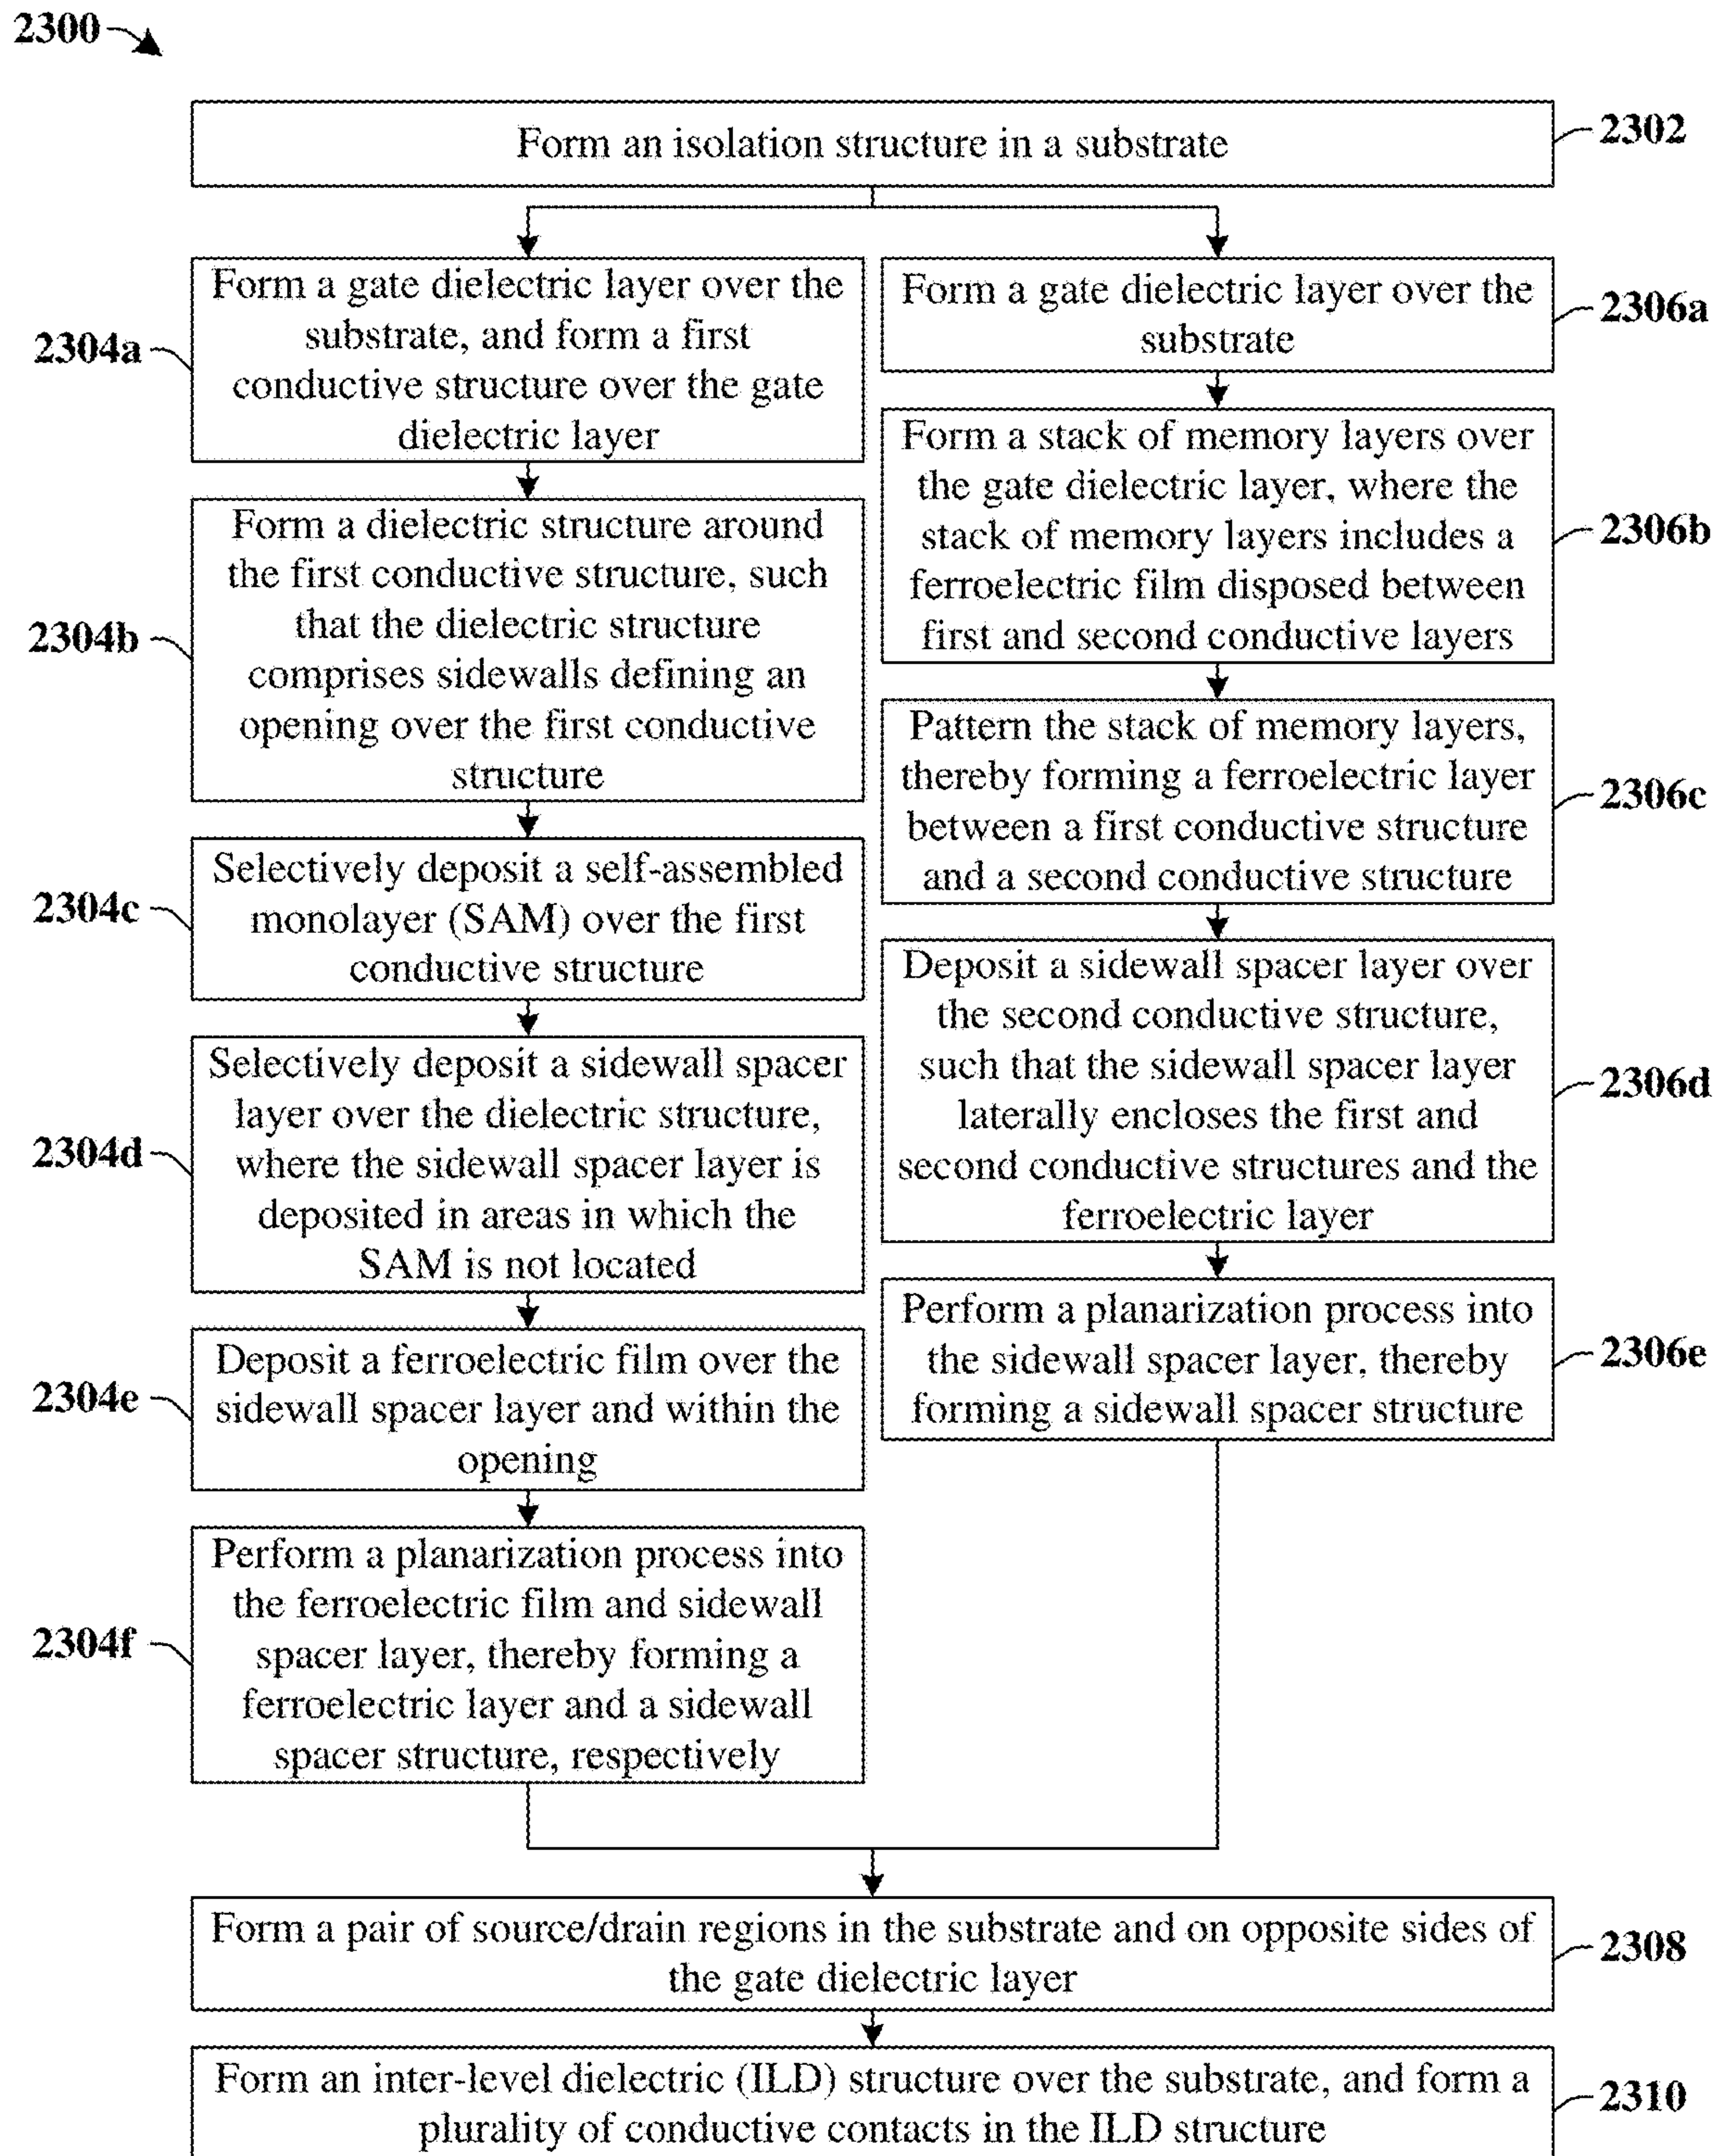 2300
Form an isolation structure in a substrate
2302
2304a
Form a gate dielectric layer over the
substrate, and form a first
conductive structure over the gate
dielectric layer
2304b
Form a dielectric structure around
the first conductive structure, such
that the dielectric structure
comprises sidewalls defining an
opening over the first conductive
structure
2304c
Selectively deposit a self-assembled
monolayer (SAM) over the first
conductive structure
2304d
Selectively deposit a sidewall spacer
layer over the dielectric structure,
where the sidewall spacer layer is
deposited in areas in which the
SAM is not located
2304e
Deposit a ferroelectric film over the
sidewall spacer layer and within the
opening
2304f
Perform a planarization process into
the ferroelectric film and sidewall
spacer layer, thereby forming a
ferroelectric layer and a sidewall
spacer structure, respectively
Form a gate dielectric layer over the
substrate
2306a
Form a stack of memory layers over
the gate dielectric layer, where the
stack of memory layers includes a
ferroelectric film disposed between
first and second conductive layers
2306b
Pattern the stack of memory layers,
thereby forming a ferroelectric layer
between a first conductive structure
and a second conductive structure
2306c
Deposit a sidewall spacer layer over
the second conductive structure,
such that the sidewall spacer layer
laterally encloses the first and
second conductive structures and the
ferroelectric layer
2306d
Perform a planarization process into
the sidewall spacer layer, thereby
forming a sidewall spacer structure
2306e
Form a pair of source/drain regions in the substrate and on opposite sides of
the gate dielectric layer
2308
Form an inter-level dielectric (ILD) structure over the substrate, and form a
plurality of conductive contacts in the ILD structure
2310